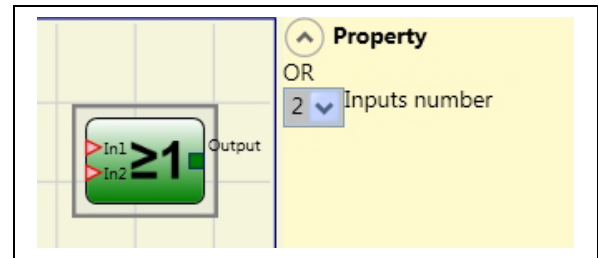 Property
OR
2 Inputs number
In1 ≥1 Output
In2